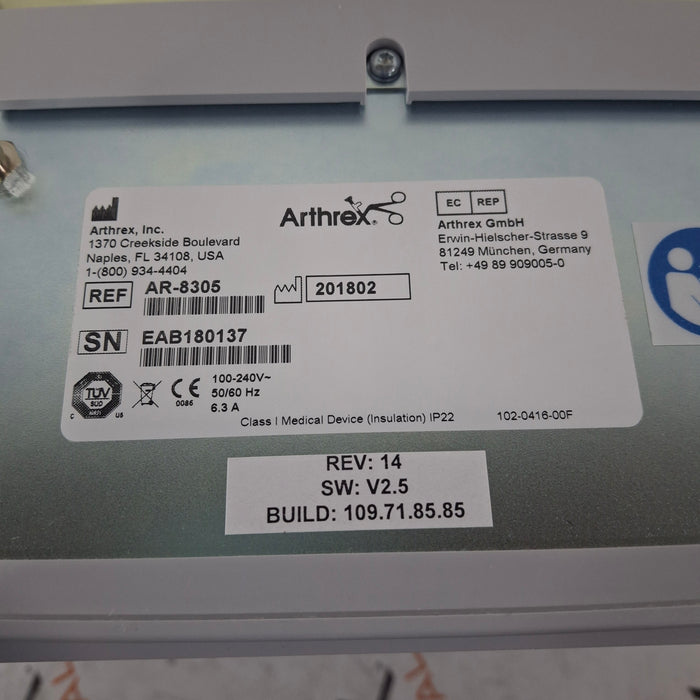 Arthrex, Inc.
1370 Creekside Boulevard
Naples, FL 34108, USA
1-(800) 934-4404
Arthrex®
EC REP
Arthrex GmbH
Erwin-Hielscher-Strasse 9
81249 München, Germany
Tel: +49 89 909005-0
REF AR-8305
201802
SN EAB180137
TÜV
SÜD
C US
CE
0086
100-240V~
50/60 Hz
6.3 A
Class I Medical Device (Insulation) IP22
102-0416-00F
REV: 14
SW: V2.5
BUILD: 109.71.85.85